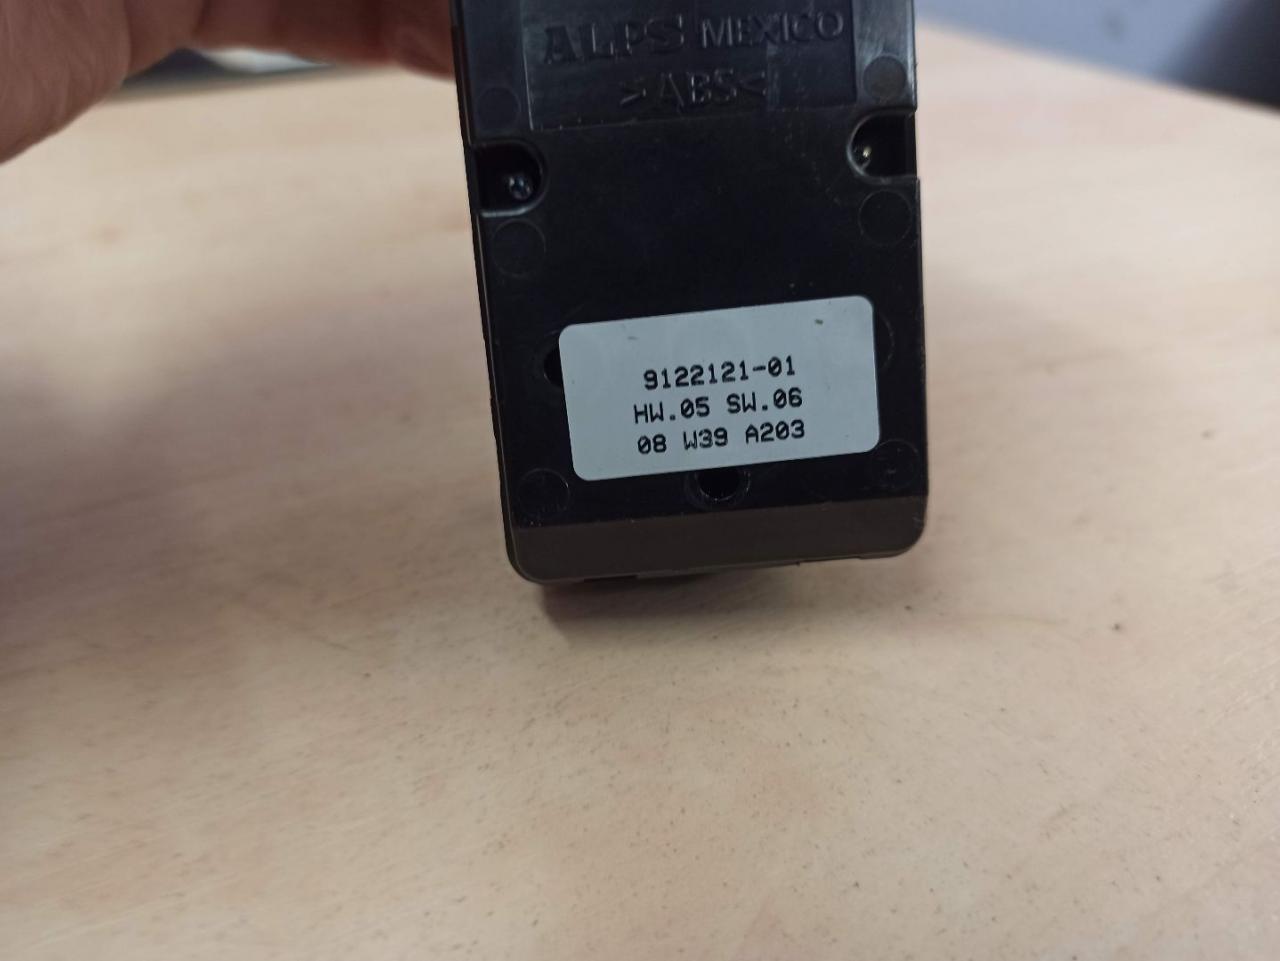 ALPS MEXICO
>ABS<
9122121-01
HW.05 SW.06
08 W39 A203